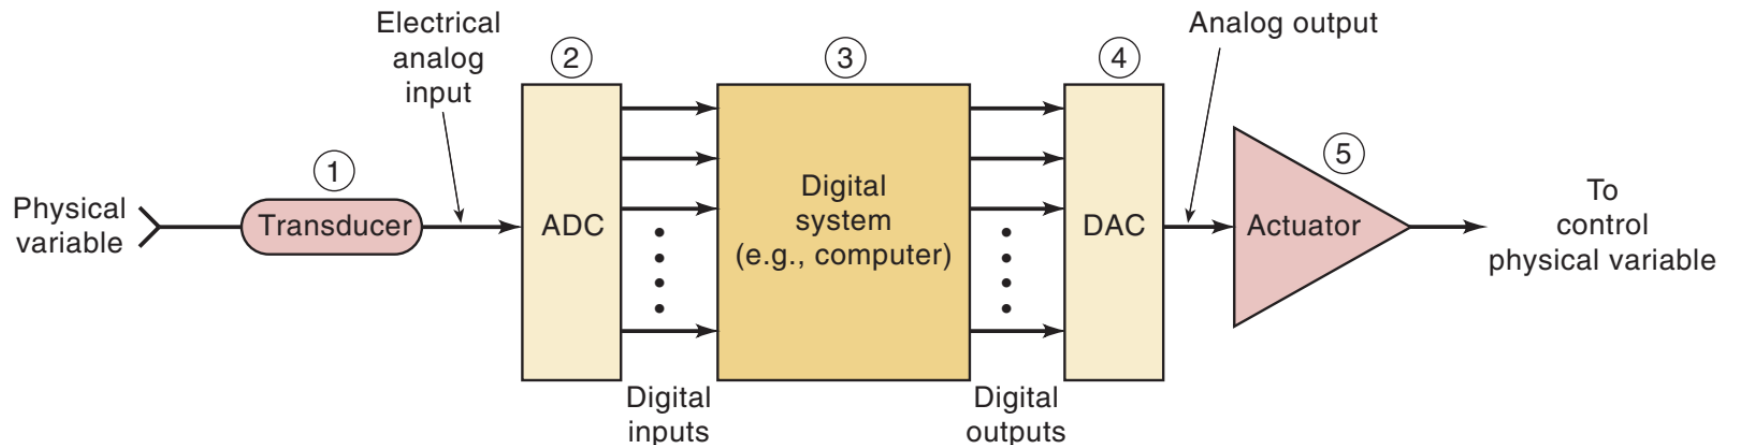 Physical
variable
1
Transducer
Electrical
analog
input
2
ADC
Digital
inputs
3
Digital
system
(e.g., computer)
Digital
outputs
4
DAC
Analog output
5
Actuator
To
control
physical variable